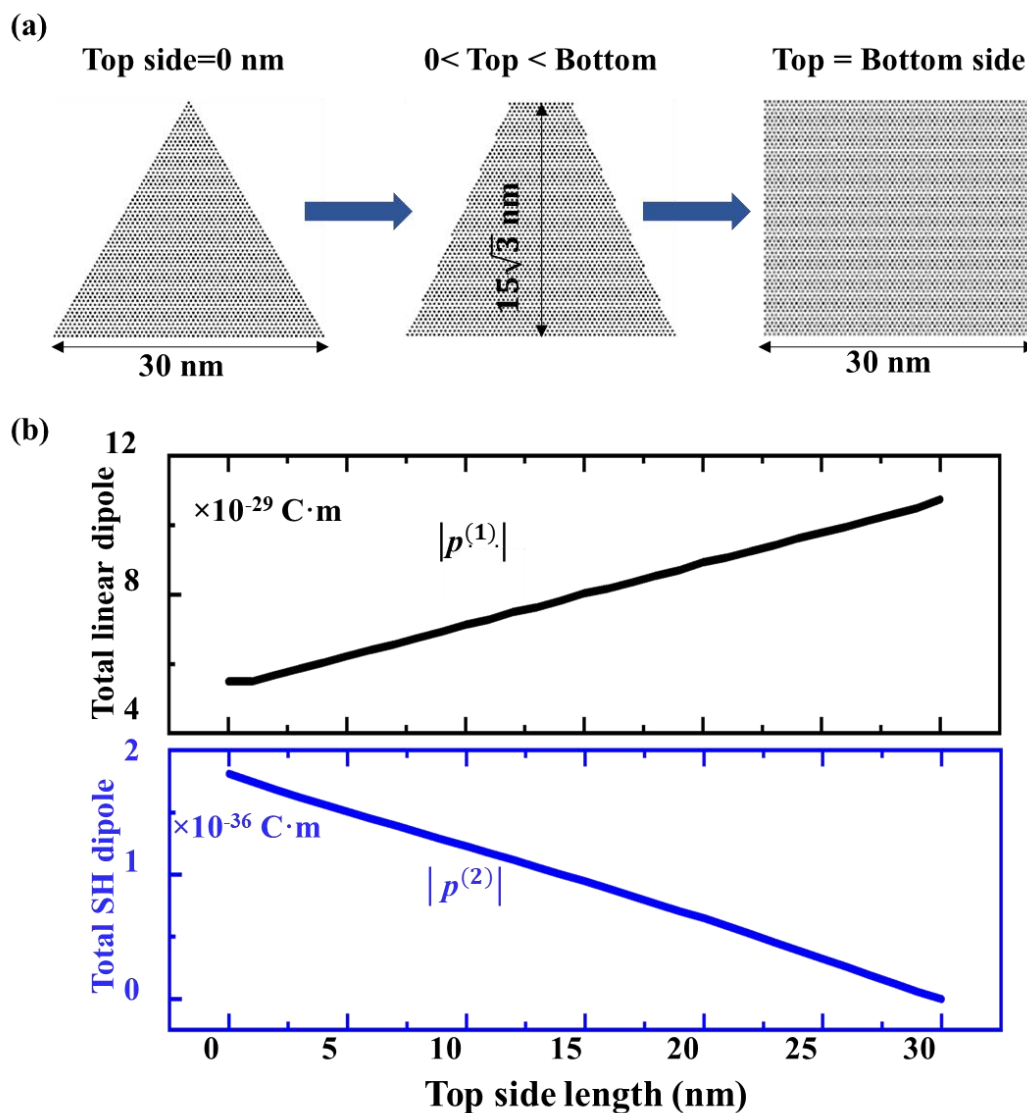 (a)
Top side=0 nm
0< Top < Bottom
Top = Bottom side
15√3 nm
30 nm
30 nm
(b)
Total linear dipole
12
8
4
×10⁻²⁹ C·m
|p⁽¹⁾|
Total SH dipole
2
1
0
×10⁻³⁶ C·m
|p⁽²⁾|
0 5 10 15 20 25 30
Top side length (nm)